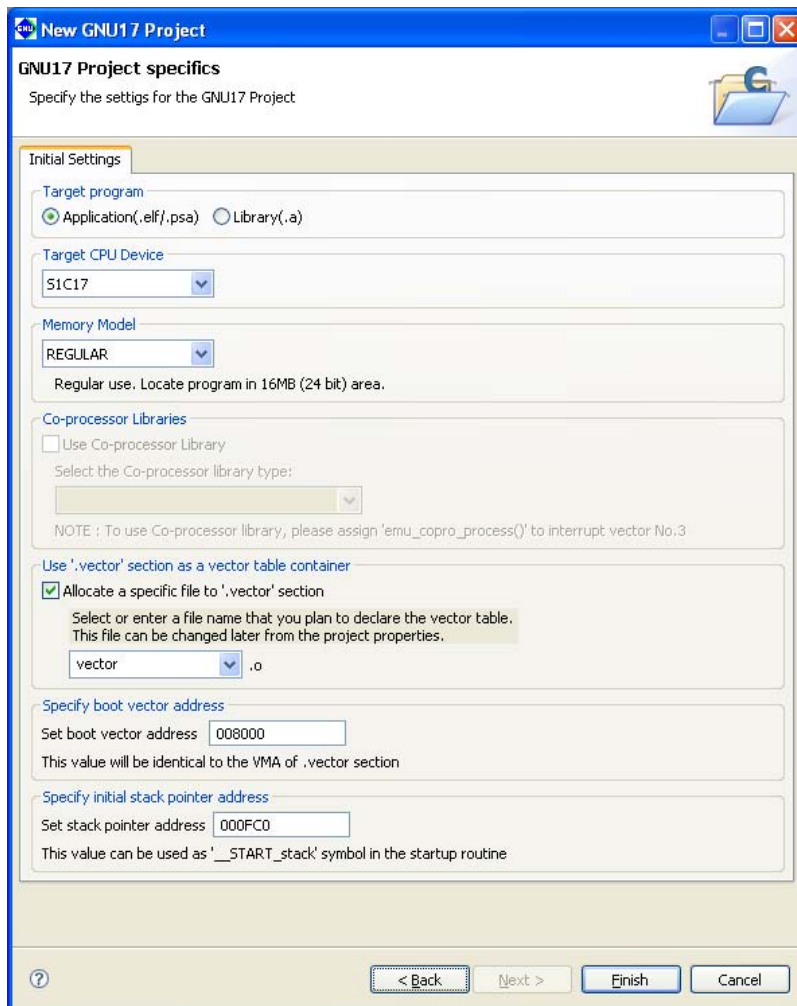 New GNU17 Project
GNU17 Project specifics
Specify the settigs for the GNU17 Project
Initial Settings
Target program
Application(.elf/.psa) Library(.a)
Target CPU Device
S1C17
Memory Model
REGULAR
Regular use. Locate program in 16MB (24 bit) area.
Co-processor Libraries
Use Co-processor Library
Select the Co-processor library type:
NOTE : To use Co-processor library, please assign 'emu_copro_process()' to interrupt vector No.3
Use '.vector' section as a vector table container
Allocate a specific file to '.vector' section
Select or enter a file name that you plan to declare the vector table.
This file can be changed later from the project properties.
vector .o
Specify boot vector address
Set boot vector address 008000
This value will be identical to the VMA of .vector section
Specify initial stack pointer address
Set stack pointer address 000FC0
This value can be used as '__START_stack' symbol in the startup routine
< Back Next > Finish Cancel